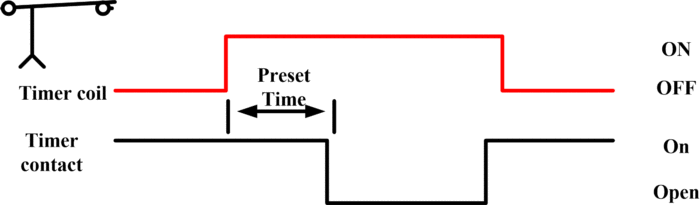 ON
Preset
Time
Timer coil
OFF
Timer
contact
On
Open